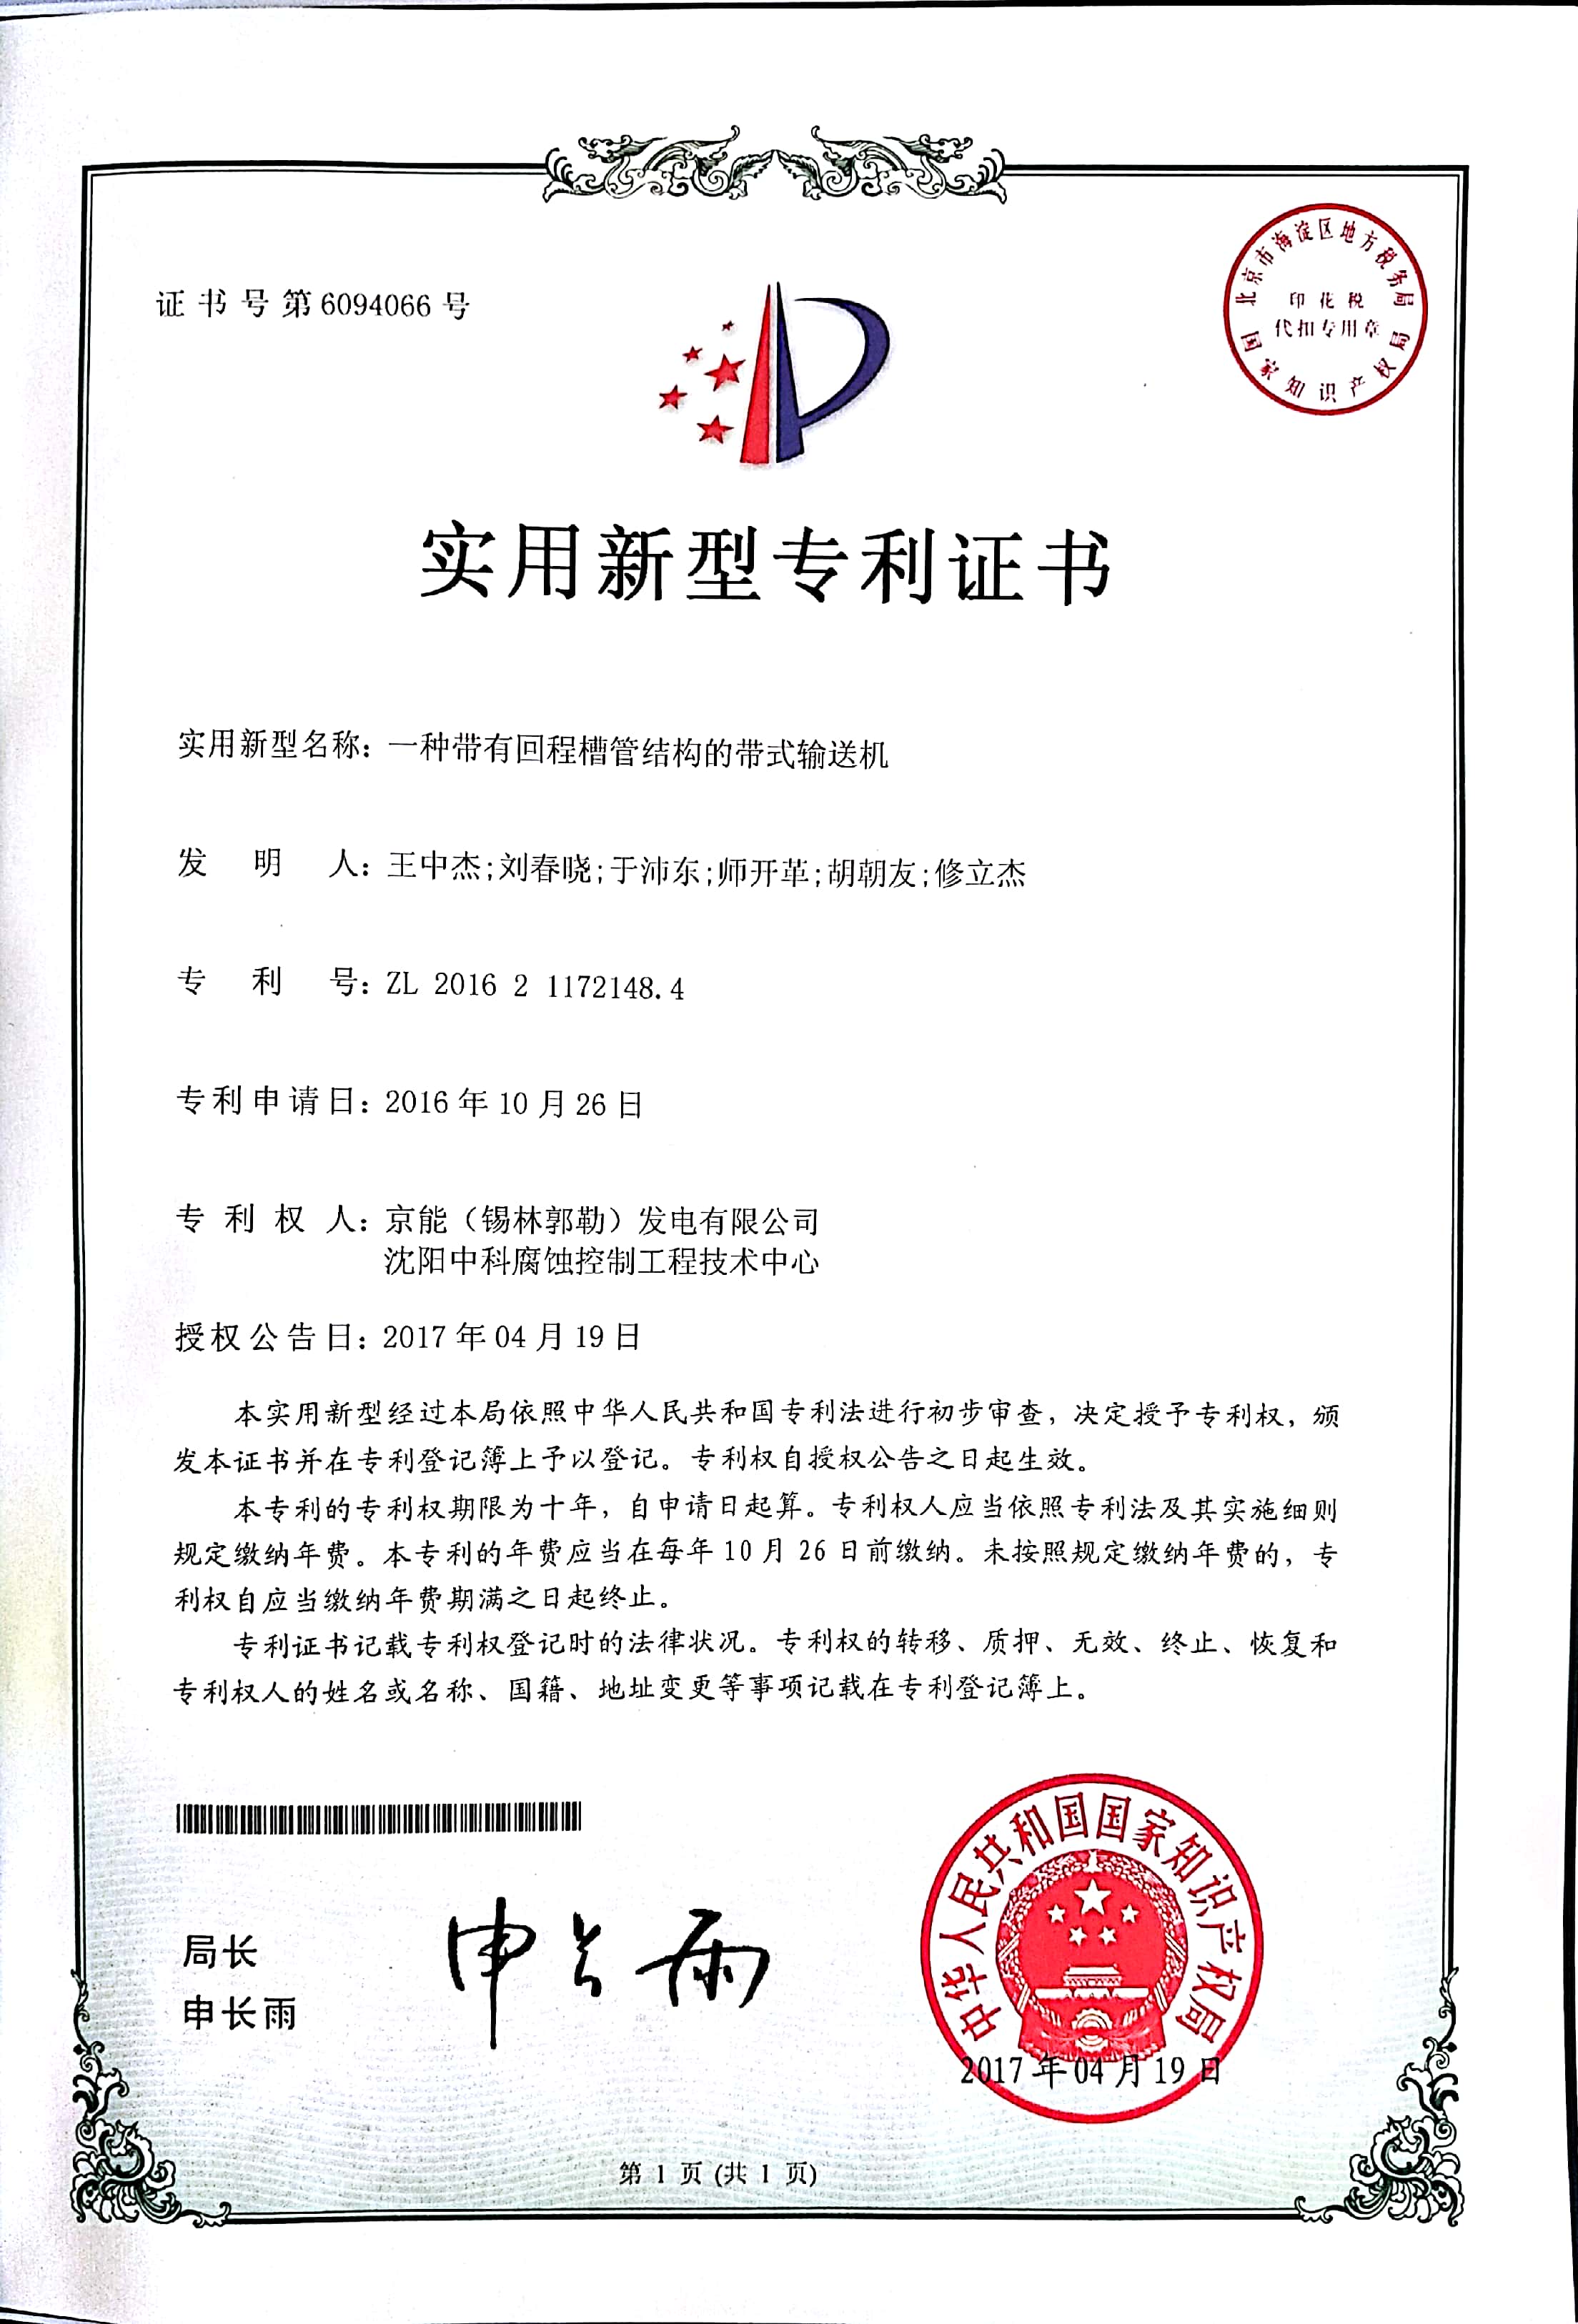 证书号第6094066号
北京市海淀区地方税务局
印花税
代扣专用章
国家知识产权局
实用新型专利证书
实用新型名称：一种带有回程槽管结构的带式输送机
发明人：王中杰;刘春晓;于沛东;师开革;胡朝友;修立杰
专利号：ZL 2016 2 1172148.4
专利申请日：2016年10月26日
专利权人：京能（锡林郭勒）发电有限公司
沈阳中科腐蚀控制工程技术中心
授权公告日：2017年04月19日
本实用新型经过本局依照中华人民共和国专利法进行初步审查，决定授予专利权，颁
发本证书并在专利登记簿上予以登记。专利权自授权公告之日起生效。
本专利的专利权期限为十年，自申请日起算。专利权人应当依照专利法及其实施细则
规定缴纳年费。本专利的年费应当在每年10月26日前缴纳。未按照规定缴纳年费的，专
利权自应当缴纳年费期满之日起终止。
专利证书记载专利权登记时的法律状况。专利权的转移、质押、无效、终止、恢复和
专利权人的姓名或名称、国籍、地址变更等事项记载在专利登记簿上。
局长
申长雨
申长雨
中华人民共和国国家知识产权局
2017年04月19日
第 1 页 (共 1 页)